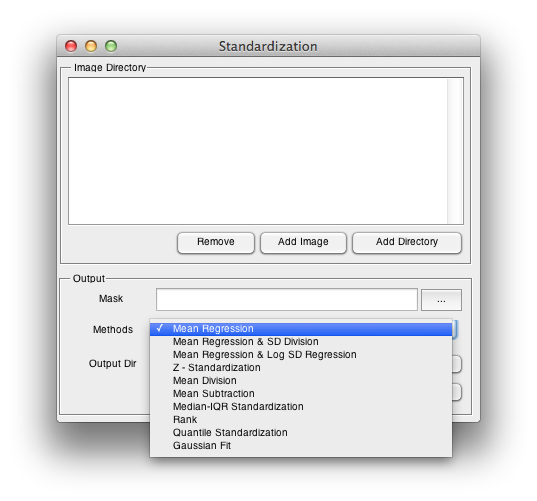 Standardization
Image Directory
Remove Add Image Add Directory
Output
Mask ...
Methods ✓ Mean Regression
Mean Regression & SD Division
Mean Regression & Log SD Regression
Output Dir Z - Standardization
Mean Division
Mean Subtraction
Median-IQR Standardization
Rank
Quantile Standardization
Gaussian Fit